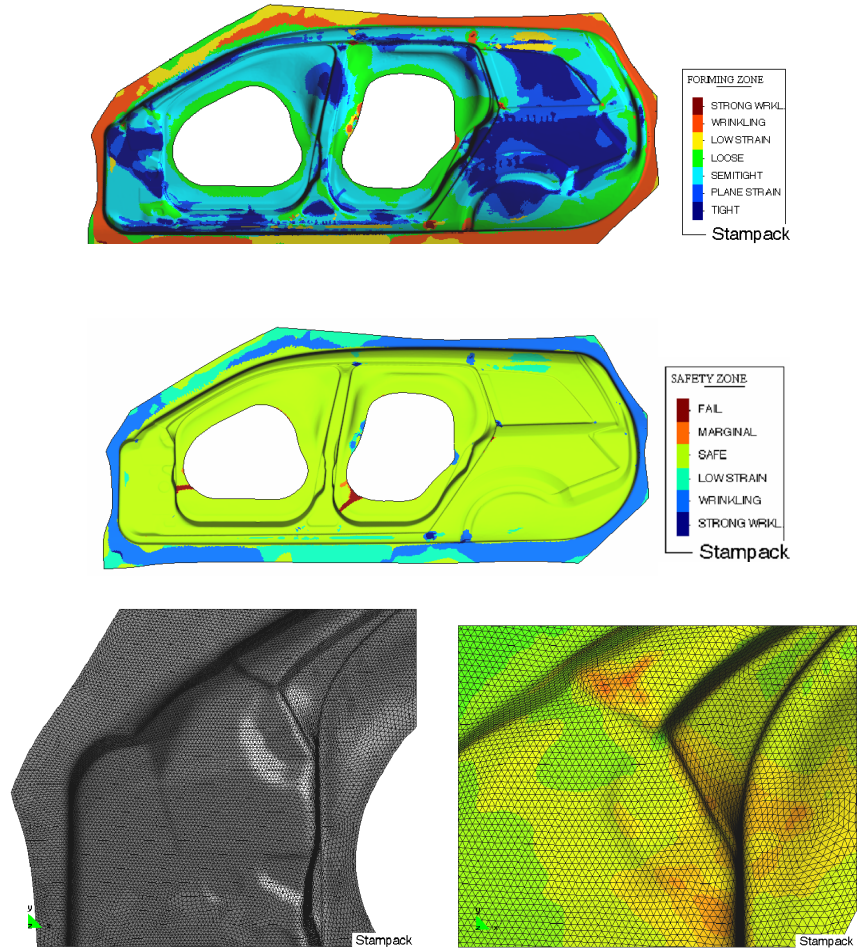 FORMING ZONE
STRONG WRKL.
WRINKLING
LOW STRAIN
LOOSE
SEMITIGHT
PLANE STRAIN
TIGHT
Stampack
SAFETY ZONE
FAIL
MARGINAL
SAFE
LOW STRAIN
WRINKLING
STRONG WRKL.
Stampack
y
z x
Stampack
y
z x
Stampack